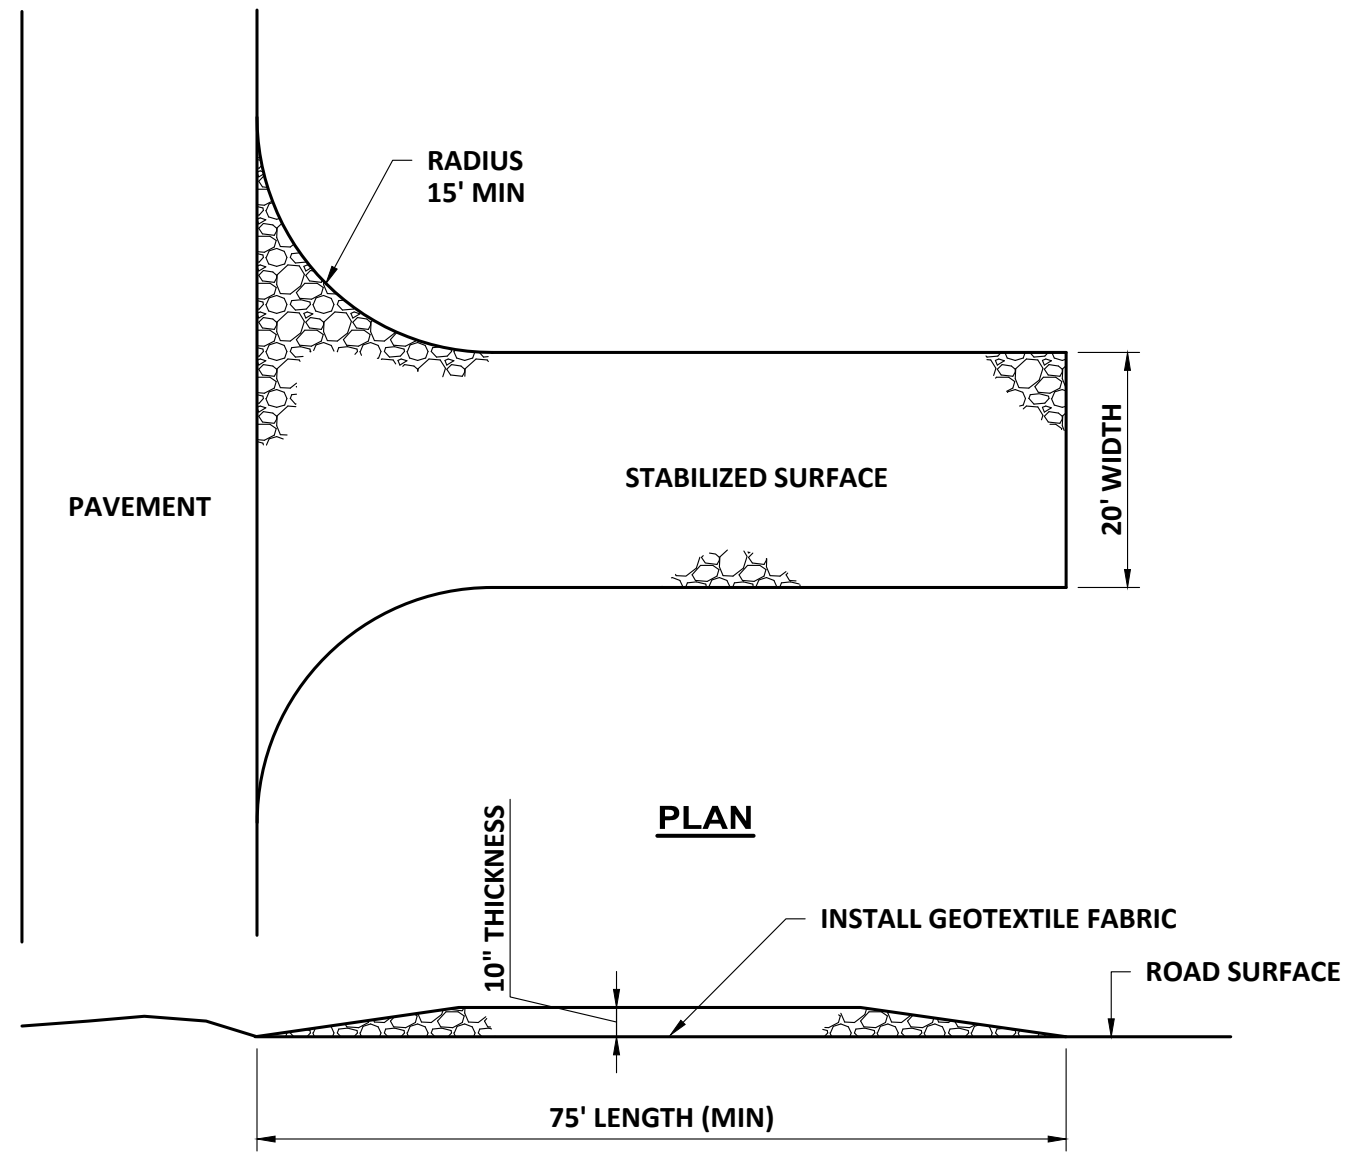 RADIUS
15' MIN
STABILIZED SURFACE
20' WIDTH
PAVEMENT
PLAN
10" THICKNESS
INSTALL GEOTEXTILE FABRIC
ROAD SURFACE
75' LENGTH (MIN)